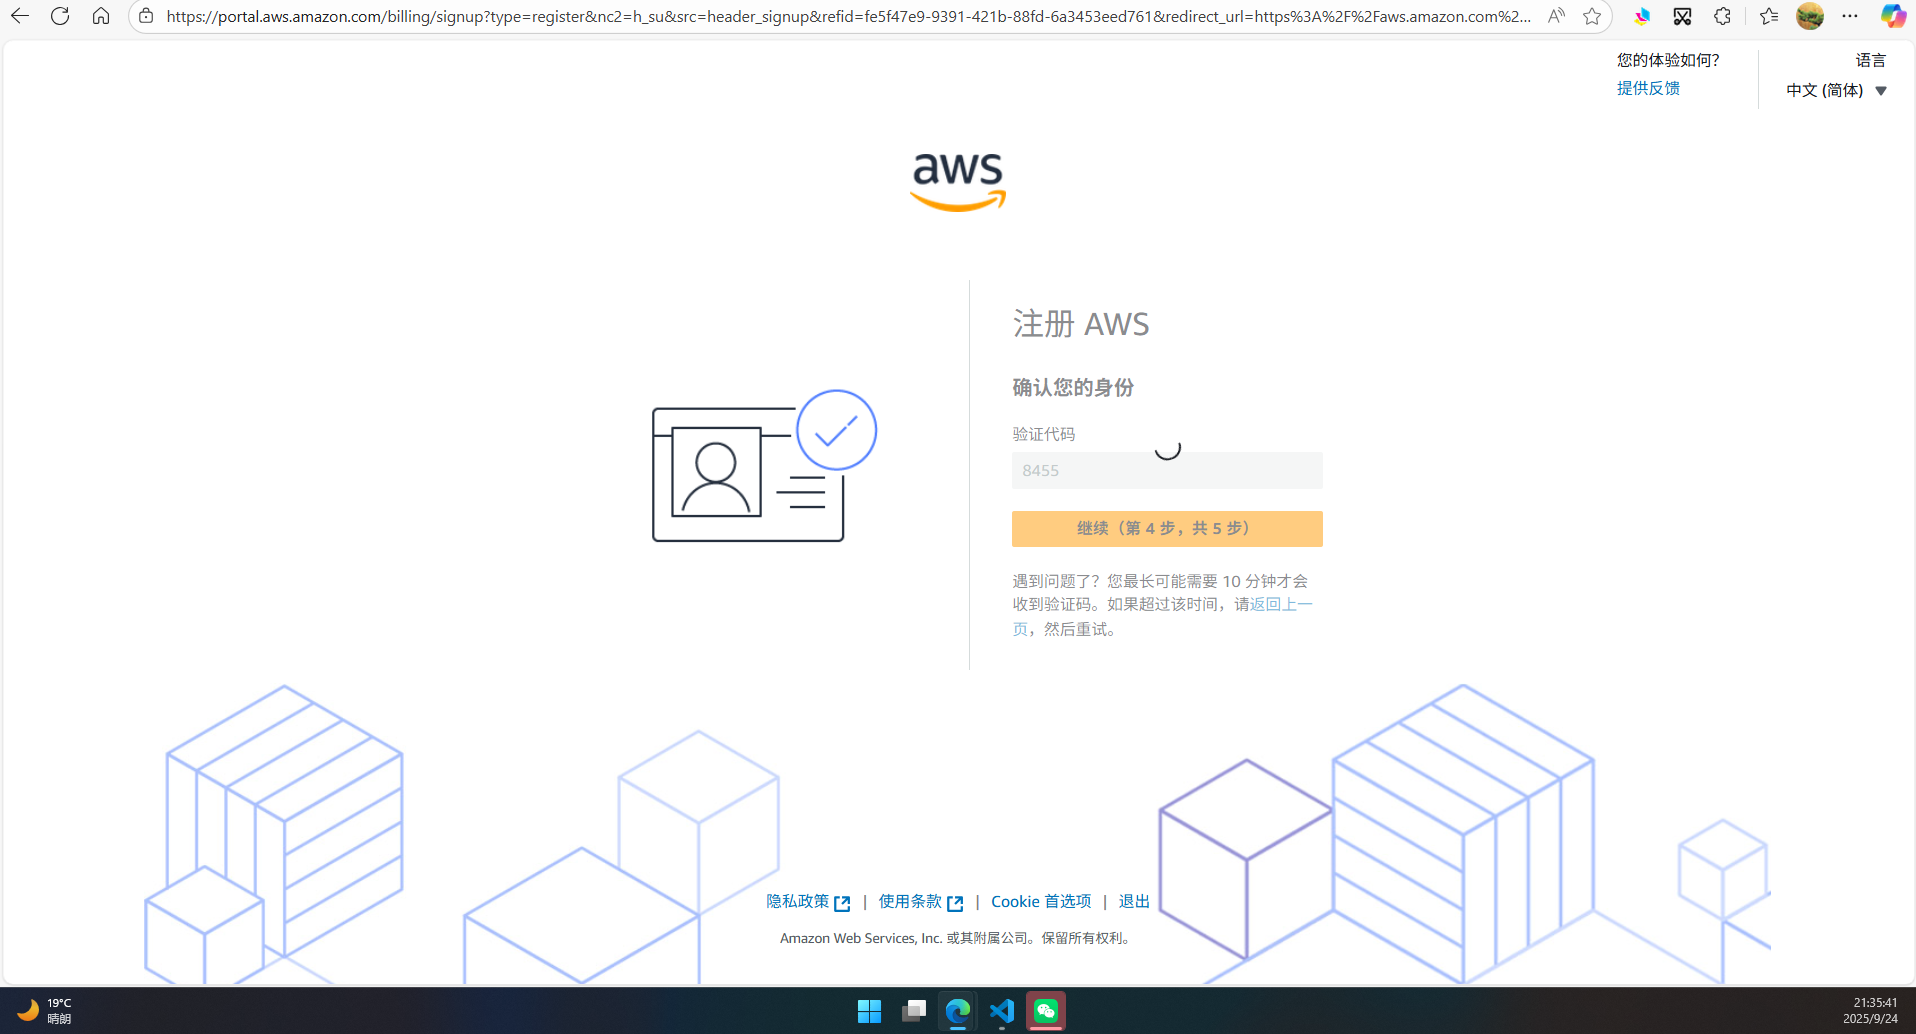 https://portal.aws.amazon.com/billing/signup?type=register&nc2=h_su&src=header_signup&refid=fe5f47e9-9391-421b-88fd-6a3453eed761&redirect_url=https%3A%2F%2Faws.amazon.com%2...
您的体验如何?
提供反馈
语言
中文 (简体)
aws
注册 AWS
确认您的身份
验证代码
8455
继续（第 4 步，共 5 步）
遇到问题了？您最长可能需要 10 分钟才会
收到验证码。如果超过该时间，请返回上一
页，然后重试。
隐私政策 | 使用条款 | Cookie 首选项 | 退出
Amazon Web Services, Inc. 或其附属公司。保留所有权利。
19°C
晴朗
21:35:41
2025/9/24